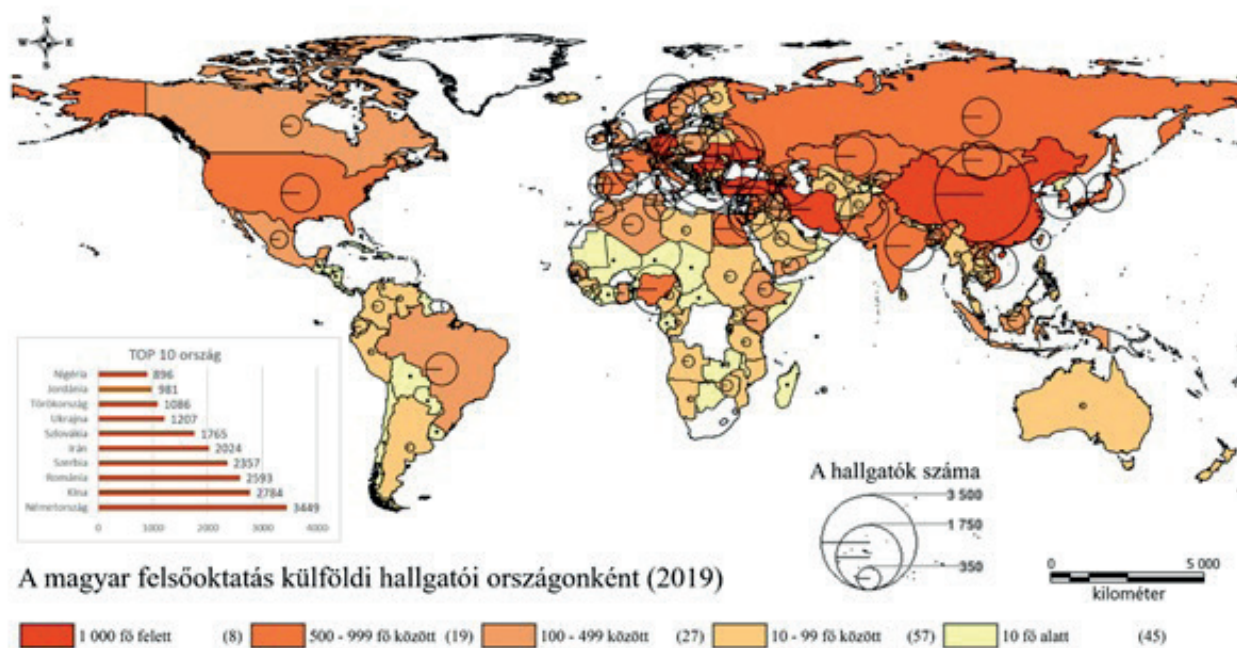 N
W E
S
TOP 10 ország
Nigéria 896
Jordánia 981
Törökország 1086
Ukrajna 1207
Szlovákia 1765
Irán 2024
Szerbia 2357
Románia 2593
Kína 2784
Németország 3449
0 1000 2000 3000 4000
A hallgatók száma
3 500
1 750
350
0 5 000
kilométer
A magyar felsőoktatás külföldi hallgatói országonként (2019)
1 000 fő felett (8) 500 - 999 fő között (19) 100 - 499 között (27) 10 - 99 fő között (57) 10 fő alatt (45)